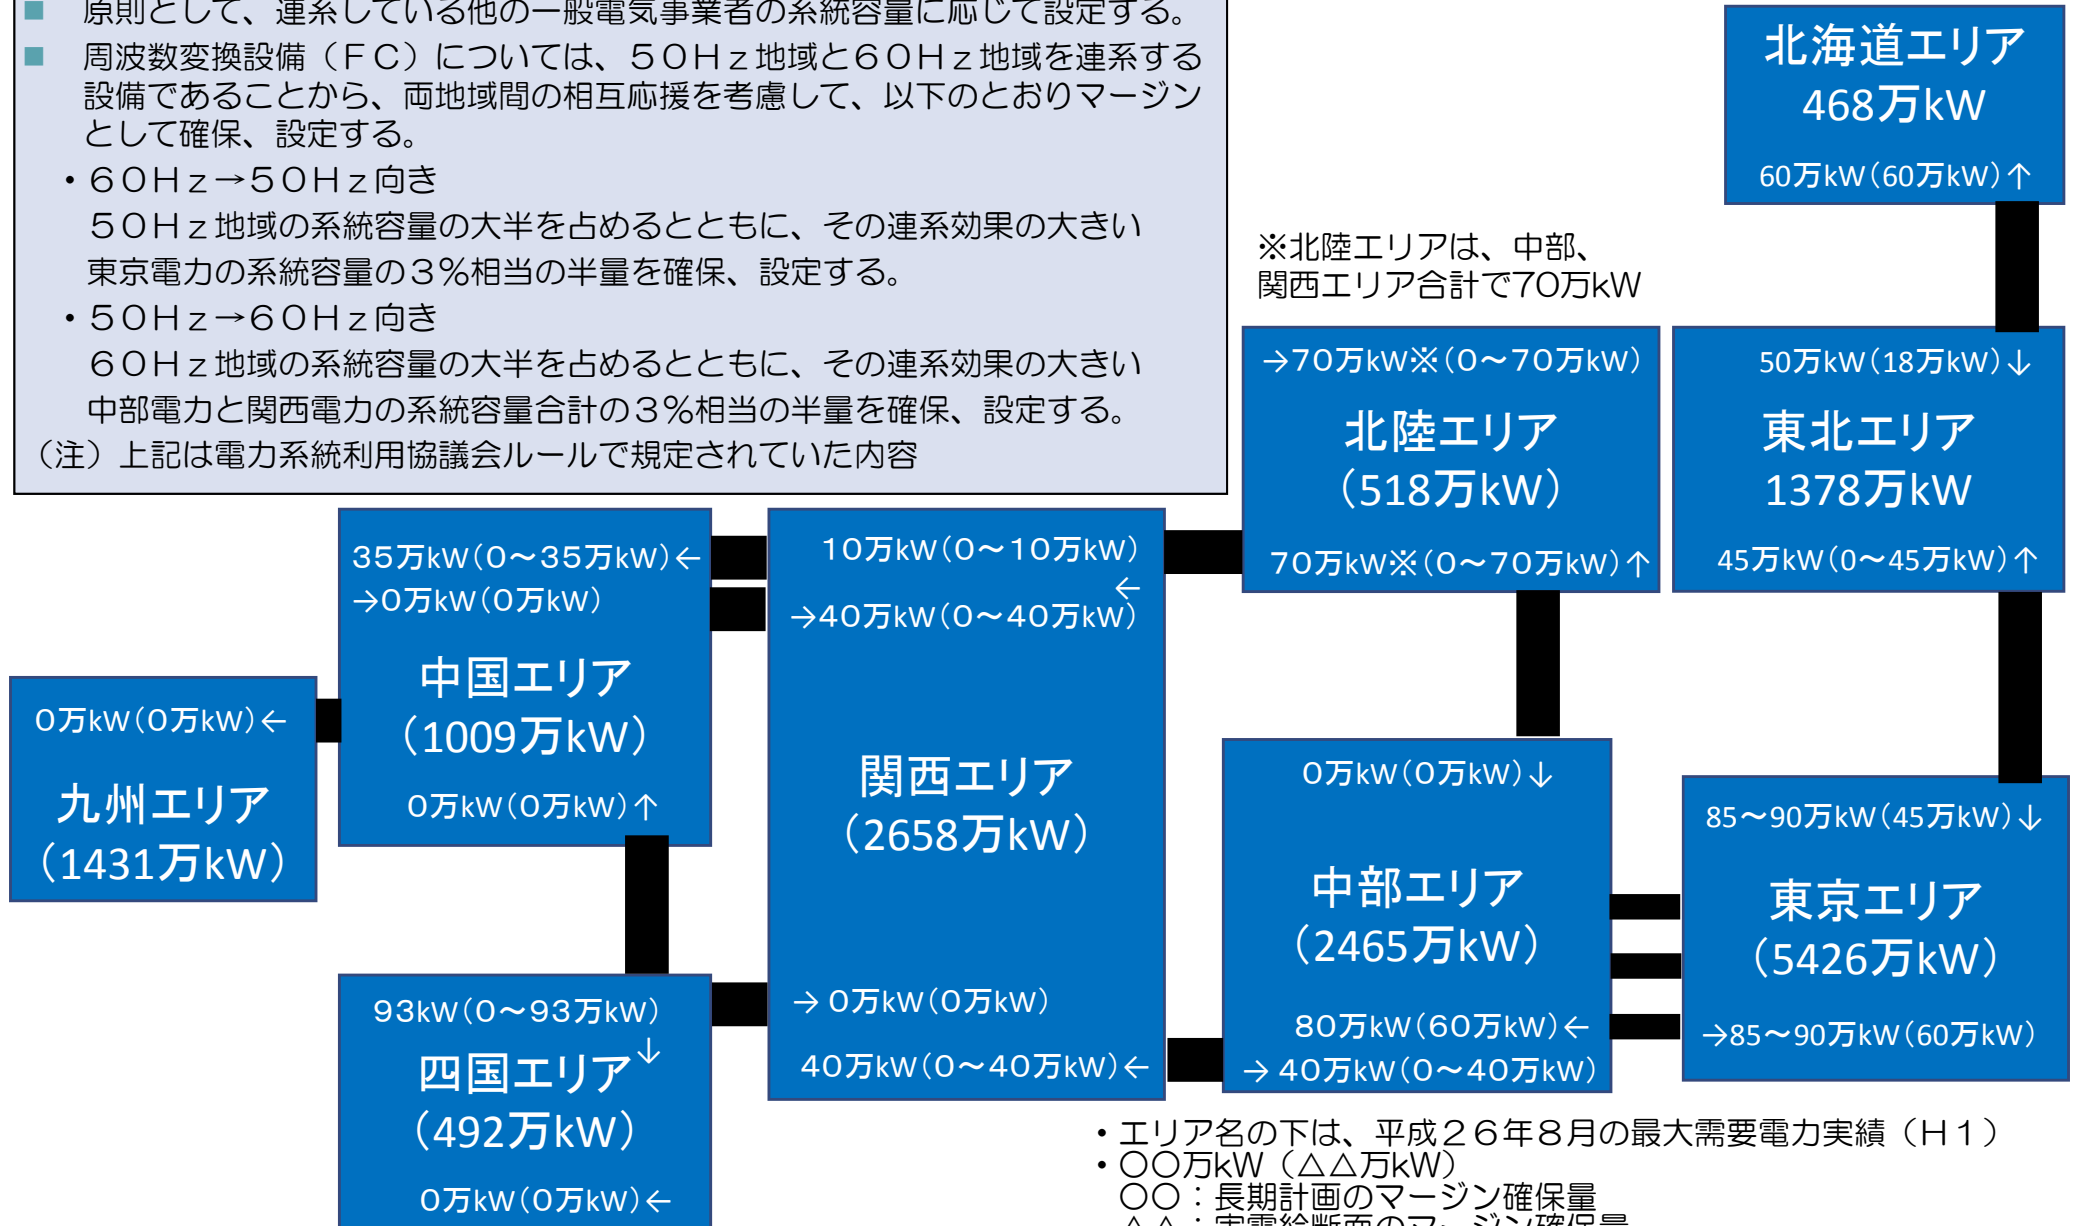 ■ 原則として、連系している他の一般電気事業者の系統容量に応じて設定する。
■ 周波数変換設備（ＦＣ）については、５０Ｈｚ地域と６０Ｈｚ地域を連系する
設備であることから、両地域間の相互応援を考慮して、以下のとおりマージン
として確保、設定する。
・６０Ｈｚ→５０Ｈｚ向き
５０Ｈｚ地域の系統容量の大半を占めるとともに、その連系効果の大きい
東京電力の系統容量の３％相当の半量を確保、設定する。
・５０Ｈｚ→６０Ｈｚ向き
６０Ｈｚ地域の系統容量の大半を占めるとともに、その連系効果の大きい
中部電力と関西電力の系統容量合計の３％相当の半量を確保、設定する。
（注）上記は電力系統利用協議会ルールで規定されていた内容
北海道エリア
468万kW
60万kW(60万kW)↑
※北陸エリアは、中部、
関西エリア合計で70万kW
→70万kW※(0～70万kW)
北陸エリア
（518万kW）
70万kW※(0～70万kW)↑
50万kW(18万kW)↓
東北エリア
1378万kW
45万kW(0～45万kW)↑
35万kW(0～35万kW)←
→0万kW(0万kW)
中国エリア
（1009万kW）
0万kW(0万kW)↑
10万kW(0～10万kW)
←
→40万kW(0～40万kW)
関西エリア
（2658万kW）
→ 0万kW(0万kW)
40万kW(0～40万kW)←
0万kW(0万kW)←
九州エリア
（1431万kW）
0万kW(0万kW)↓
中部エリア
（2465万kW）
80万kW(60万kW)←
→ 40万kW(0～40万kW)
85～90万kW(45万kW)↓
東京エリア
（5426万kW）
→85～90万kW(60万kW)
93kW(0～93万kW)
↓
四国エリア
（492万kW）
0万kW(0万kW)←
・エリア名の下は、平成２６年８月の最大需要電力実績（Ｈ１）
・〇〇万kW（△△万kW）
〇〇：長期計画のマージン確保量
△△：実需給断面のマージン確保量